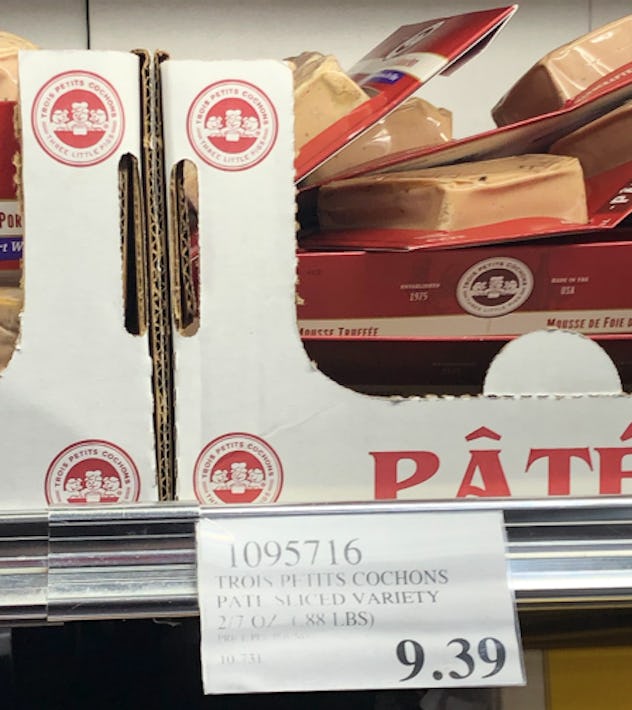 TROIS PETITS COCHONS
THREE LITTLE PIGS
TROIS PETITS COCHONS
THREE LITTLE PIGS
POR
ESTABLISHED
1975
TROIS PETITS COCHONS
MADE IN THE
USA
MOUSSE TRUFFÉE
MOUSSE DE FOIE D
TROIS PETITS COCHONS
TROIS PETITS COCHONS
PÂTÉ
1095716
TROIS PETITS COCHONS
PATE SLICED VARIETY
2/7 OZ (.88 LBS)
10.731
9.39